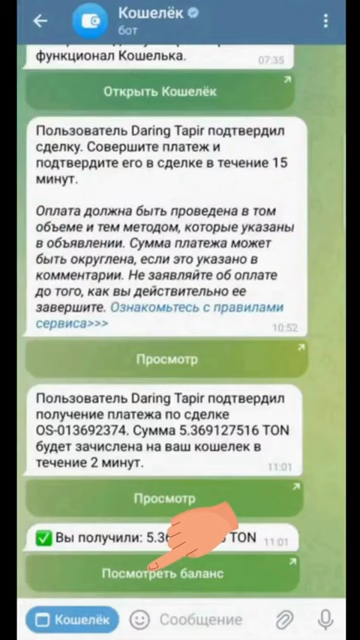 Кошелёк
бот
функционал Кошелька.
07:35
Открыть Кошелёк
Пользователь Daring Tapir подтвердил
сделку. Совершите платеж и
подтвердите его в сделке в течение 15
минут.
Оплата должна быть проведена в том
объеме и тем методом, которые указаны
в объявлении. Сумма платежа может
быть округлена, если это указано в
комментарии. Не заявляйте об оплате
до того, как вы действительно ее
завершите. Ознакомьтесь с правилами
сервиса>>>
10:52
Просмотр
Пользователь Daring Tapir подтвердил
получение платежа по сделке
OS-013692374. Сумма 5.369127516 TON
будет зачислена на ваш кошелек в
течение 2 минут.
11:01
Просмотр
Вы получили: TON
11:01
Посмотреть баланс
Кошелёк
Сообщение